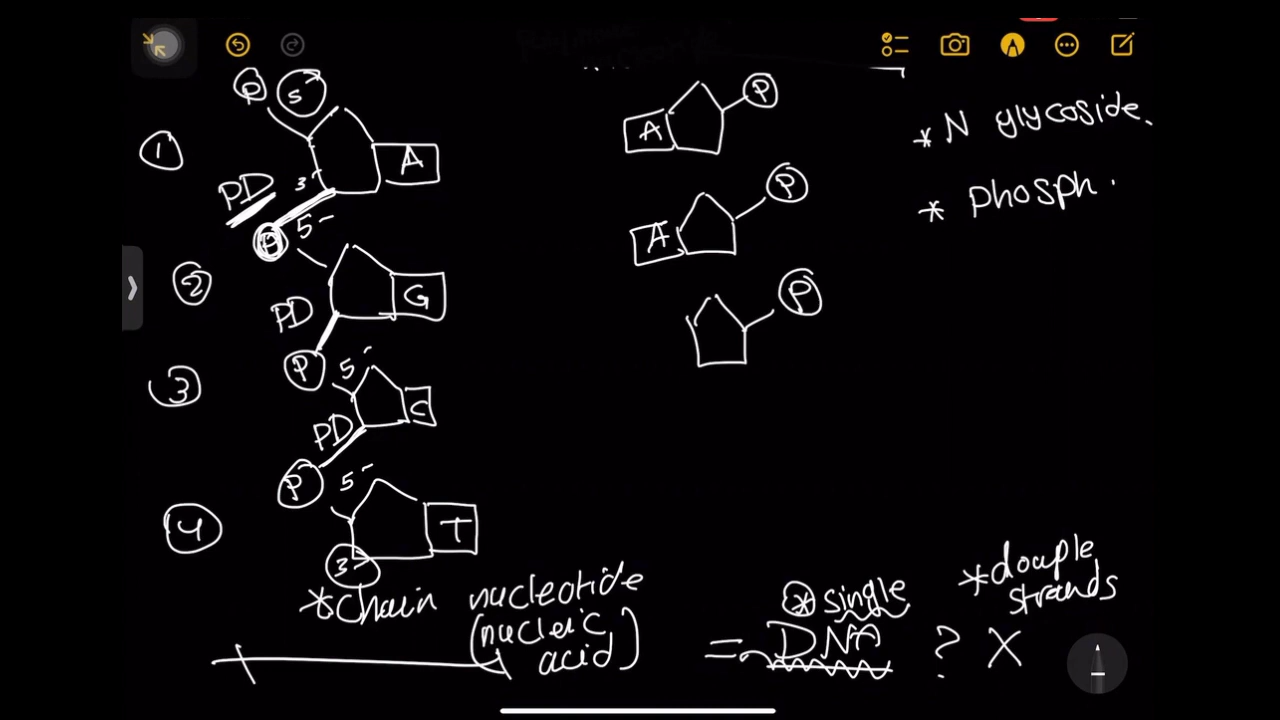 P 5'
1
A
3'
PD
P 5'
2
G
PD
P 5'
3
C
PD
P 5'
4
T
3'
*Chain nucleotide
(nucleic
acid)
A P
A P
P
* N glycoside.
* phosph.
* single
= DNA ? X
*douple
strands